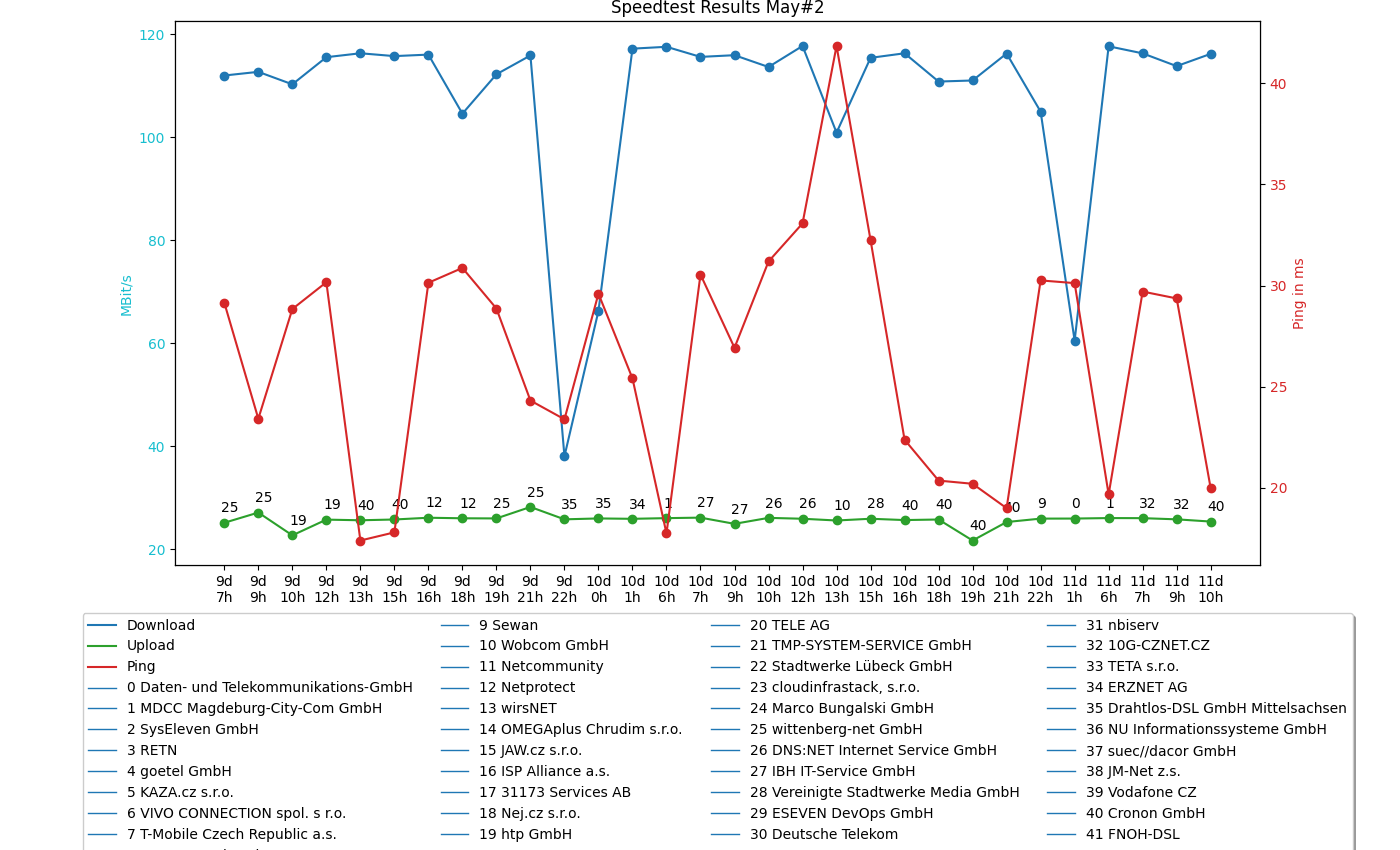 Speedtest Results May#2
120
100
80
60
40
20
MBit/s
40
35
30
25
20
Ping in ms
25 25 19 19 40 40 12 12 25 25 35 35 34 1 27 27 26 26 10 28 40 40 40 40 9 0 1 32 32 40
9d 9d 9d 9d 9d 9d 9d 9d 9d 9d 9d 10d 10d 10d 10d 10d 10d 10d 10d 10d 10d 10d 10d 10d 10d 11d 11d 11d 11d 11d
7h 9h 10h 12h 13h 15h 16h 18h 19h 21h 22h 0h 1h 6h 7h 9h 10h 12h 13h 15h 16h 18h 19h 21h 22h 1h 6h 7h 9h 10h
Download
Upload
Ping
0 Daten- und Telekommunikations-GmbH
1 MDCC Magdeburg-City-Com GmbH
2 SysEleven GmbH
3 RETN
4 goetel GmbH
5 KAZA.cz s.r.o.
6 VIVO CONNECTION spol. s r.o.
7 T-Mobile Czech Republic a.s.
9 Sewan
10 Wobcom GmbH
11 Netcommunity
12 Netprotect
13 wirsNET
14 OMEGAplus Chrudim s.r.o.
15 JAW.cz s.r.o.
16 ISP Alliance a.s.
17 31173 Services AB
18 Nej.cz s.r.o.
19 htp GmbH
20 TELE AG
21 TMP-SYSTEM-SERVICE GmbH
22 Stadtwerke Lübeck GmbH
23 cloudinfrastack, s.r.o.
24 Marco Bungalski GmbH
25 wittenberg-net GmbH
26 DNS:NET Internet Service GmbH
27 IBH IT-Service GmbH
28 Vereinigte Stadtwerke Media GmbH
29 ESEVEN DevOps GmbH
30 Deutsche Telekom
31 nbiserv
32 10G-CZNET.CZ
33 TETA s.r.o.
34 ERZNET AG
35 Drahtlos-DSL GmbH Mittelsachsen
36 NU Informationssysteme GmbH
37 suec//dacor GmbH
38 JM-Net z.s.
39 Vodafone CZ
40 Cronon GmbH
41 FNOH-DSL